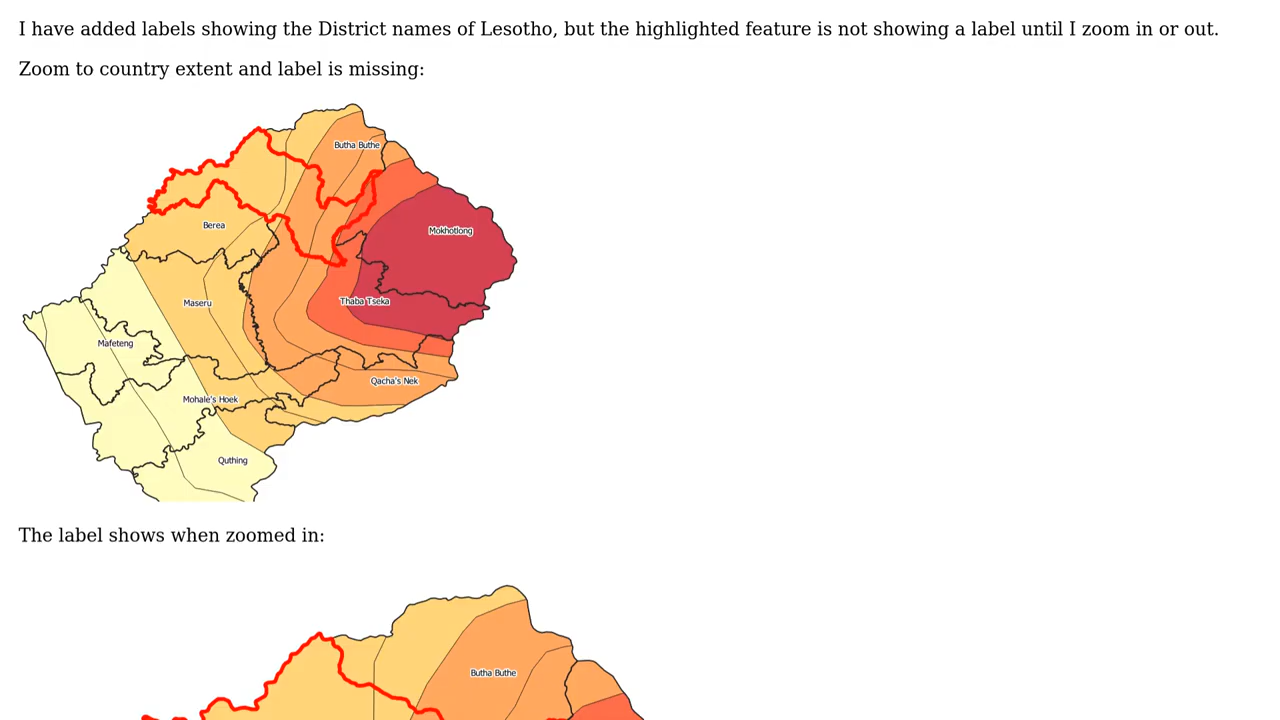 I have added labels showing the District names of Lesotho, but the highlighted feature is not showing a label until I zoom in or out.
Zoom to country extent and label is missing:
Butha Buthe
Berea
Mokhotlong
Maseru
Thaba Tseka
Mafeteng
Qacha's Nek
Mohale's Hoek
Quthing
The label shows when zoomed in:
Butha Buthe